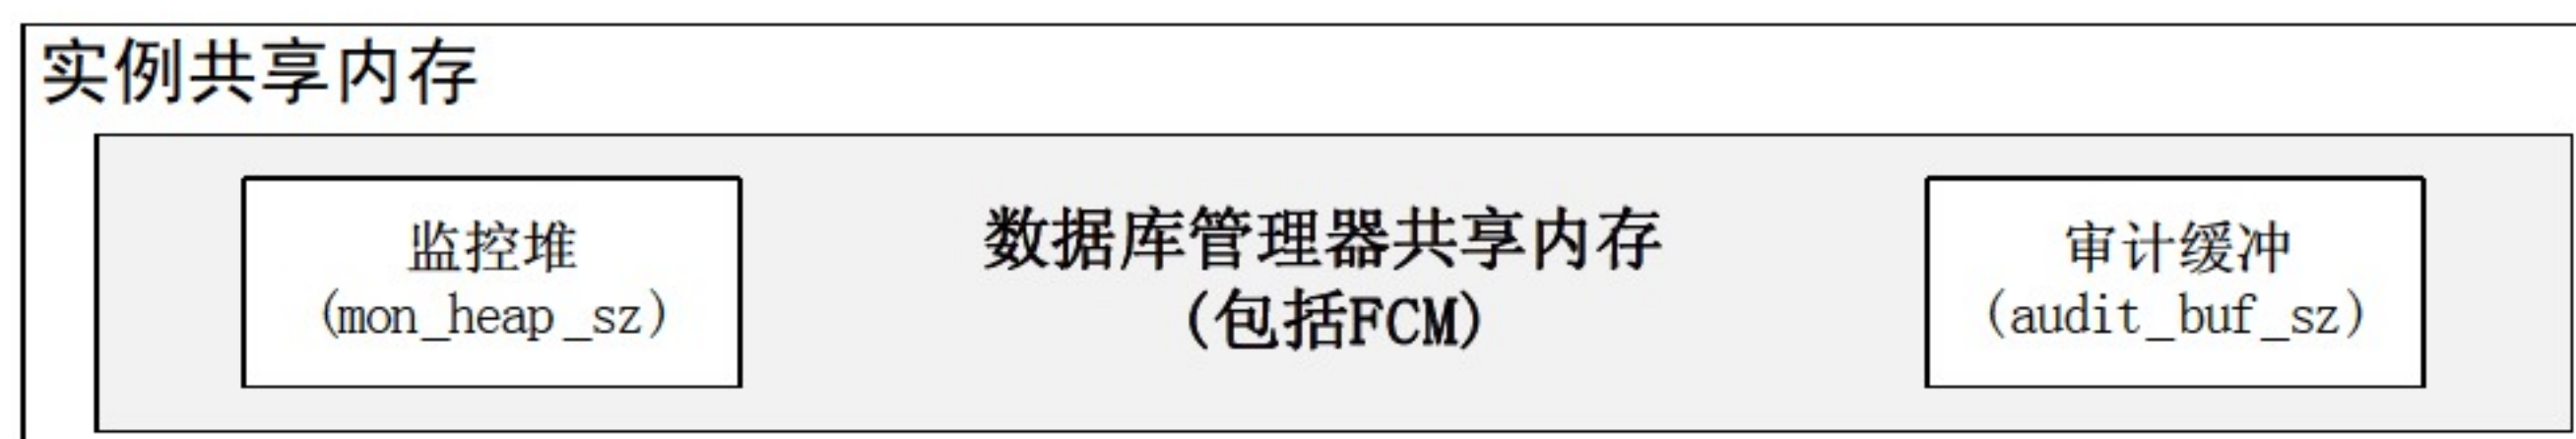 实例共享内存
监控堆
(mon_heap_sz)
数据库管理器共享内存
(包括FCM)
审计缓冲
(audit_buf_sz)